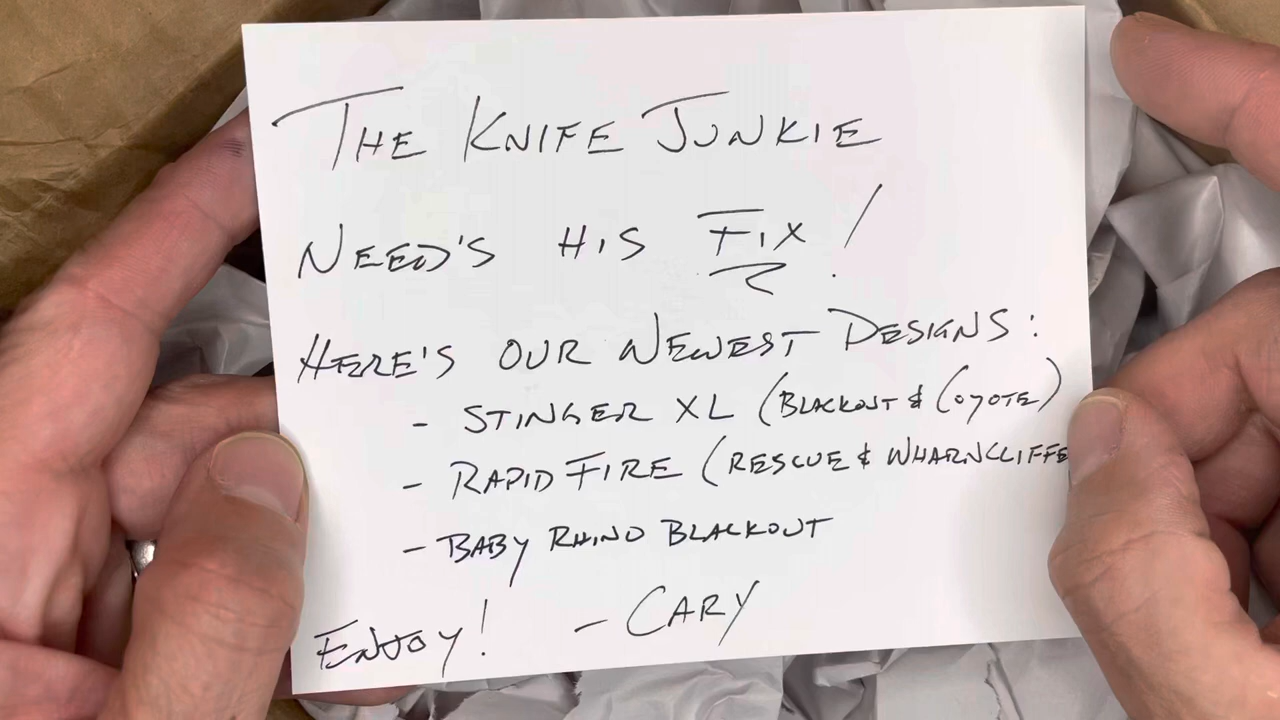 THE KNIFE JUNKIE
NEED'S HIS FIX!
HERE'S OUR NEWEST DESIGNS:
- STINGER XL (BLACKOUT & COYOTE)
- RAPID FIRE (RESCUE & WHARNCLIFFE
- BABY RHINO BLACKOUT
ENJOY! - CARY